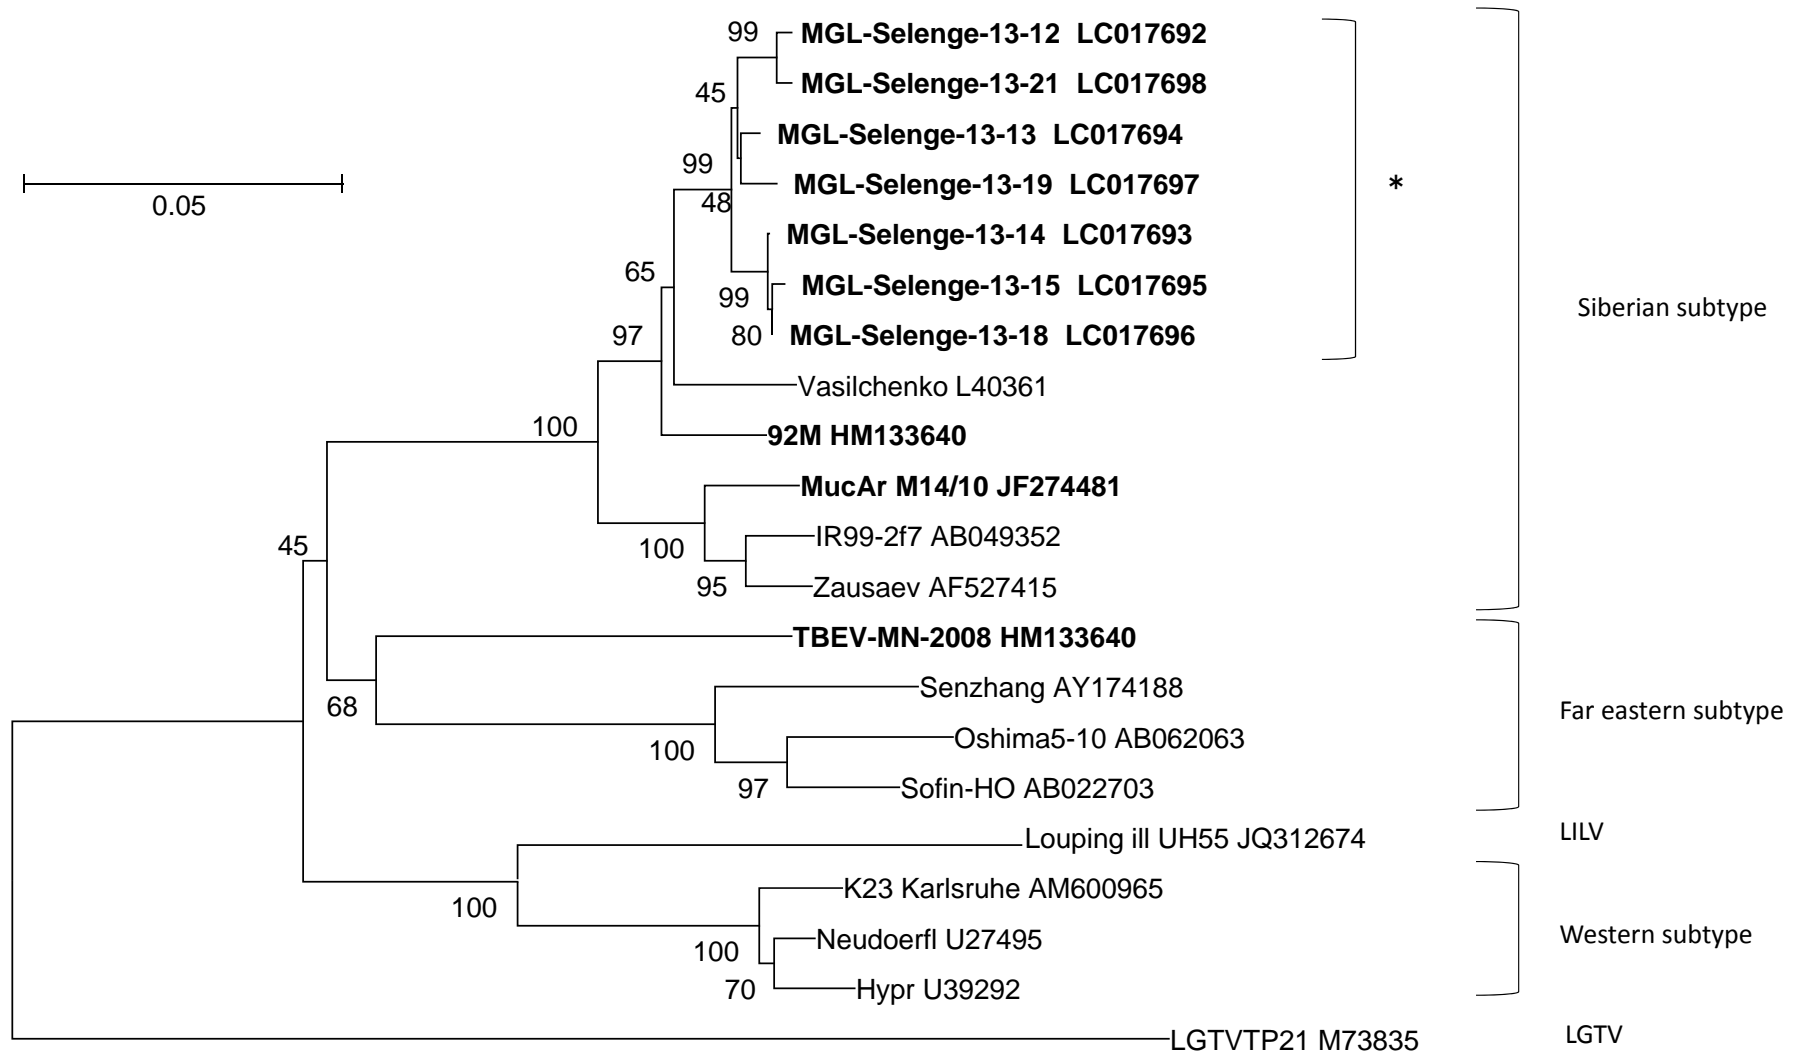 99
MGL-Selenge-13-12 LC017692
MGL-Selenge-13-21 LC017698
45
MGL-Selenge-13-13 LC017694
99
MGL-Selenge-13-19 LC017697
*
0.05
48
MGL-Selenge-13-14 LC017693
65
MGL-Selenge-13-15 LC017695
99
Siberian subtype
97
80
MGL-Selenge-13-18 LC017696
Vasilchenko L40361
100
92M HM133640
MucAr M14/10 JF274481
45
100
IR99-2f7 AB049352
95
Zausaev AF527415
TBEV-MN-2008 HM133640
68
Senzhang AY174188
Far eastern subtype
100
Oshima5-10 AB062063
97
Sofin-HO AB022703
LILV
Louping ill UH55 JQ312674
100
K23 Karlsruhe AM600965
Western subtype
100
Neudoerfl U27495
70
Hypr U39292
LGTVTP21 M73835
LGTV